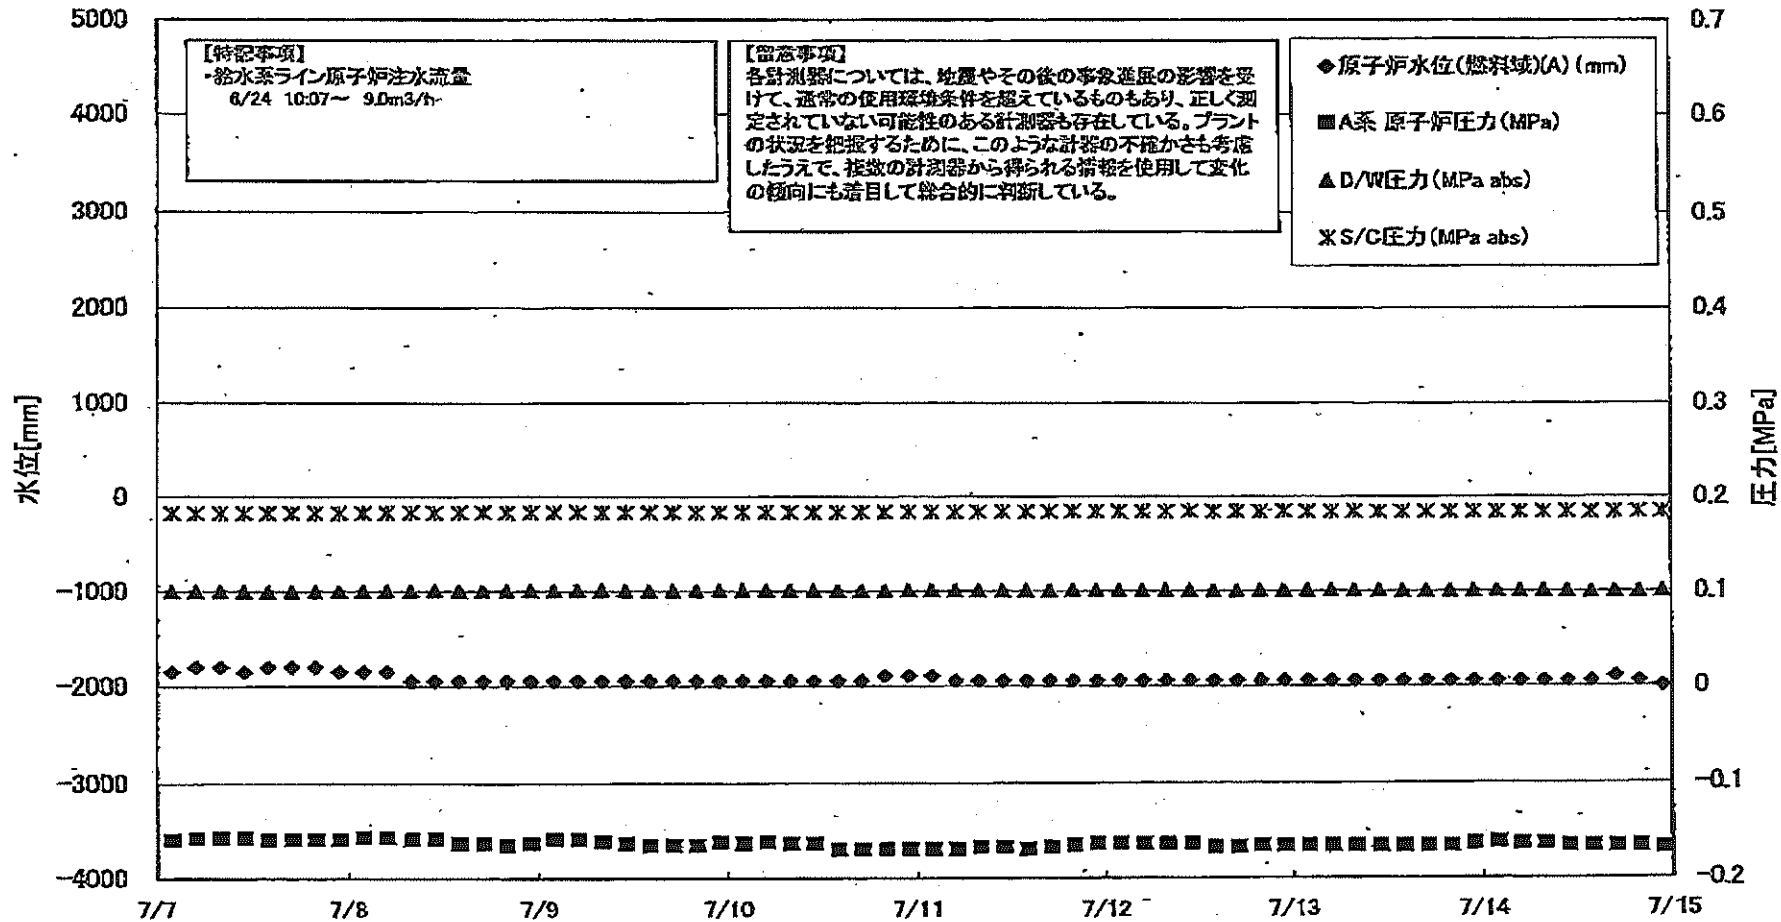 5000
4000
3000
2000
1000
0
-1000
-2000
-3000
-4000
水位[mm]
【特記事項】
・給水系ライン原子炉注水流量
6/24 10:07～ 9.0m3/h
【留意事項】
各計測器については、地震やその後の事象進展の影響を受
けて、通常の使用環境条件を超えているものもあり、正しく測
定されていない可能性のある計測器も存在している。プラント
の状況を把握するために、このような計器の不確かさも考慮
したうえで、複数の計測器から得られる情報を使用して変化
の傾向にも着目して総合的に判断している。
原子炉水位(燃料域)(A)(mm)
A系 原子炉圧力(MPa)
D/W圧力(MPa abs)
S/C圧力(MPa abs)
0.7
0.6
0.5
0.4
0.3
0.2
0.1
0
-0.1
-0.2
圧力[MPa]
7/7 7/8 7/9 7/10 7/11 7/12 7/13 7/14 7/15